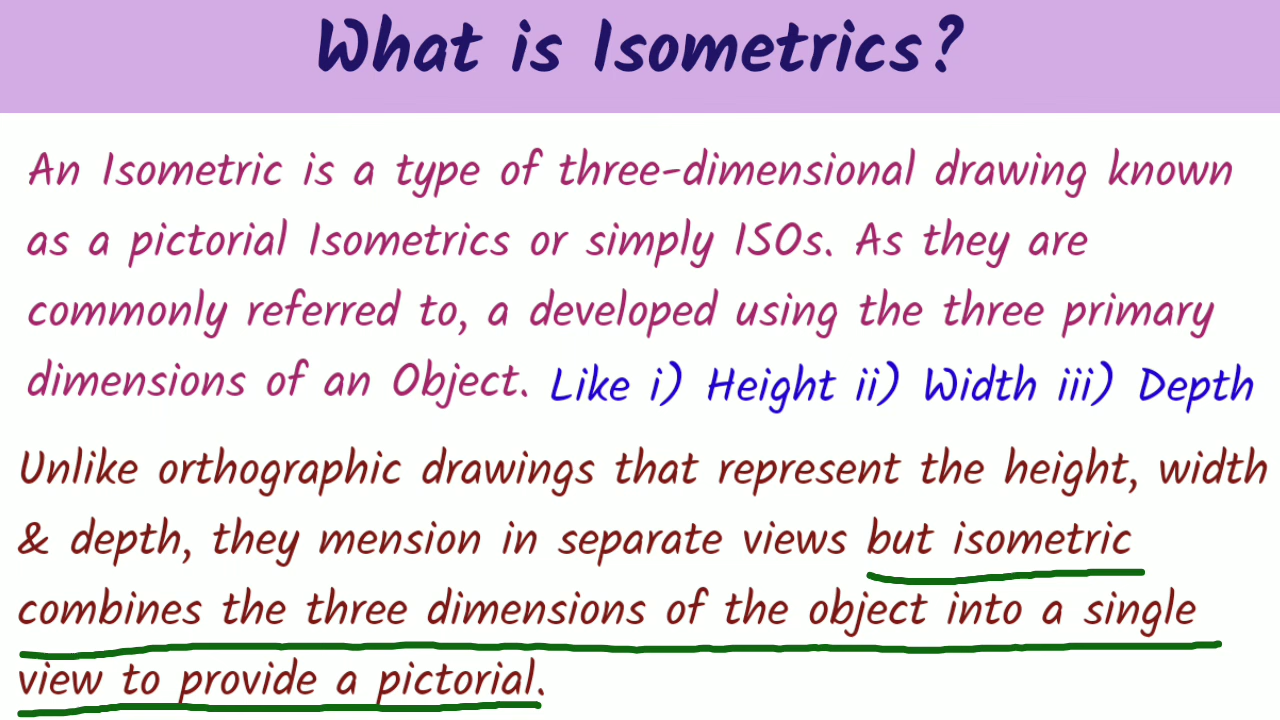 What is Isometrics?
An Isometric is a type of three-dimensional drawing known
as a pictorial Isometrics or simply ISOs. As they are
commonly referred to, a developed using the three primary
dimensions of an Object. Like i) Height ii) Width iii) Depth
Unlike orthographic drawings that represent the height, width
& depth, they mension in separate views but isometric
combines the three dimensions of the object into a single
view to provide a pictorial.